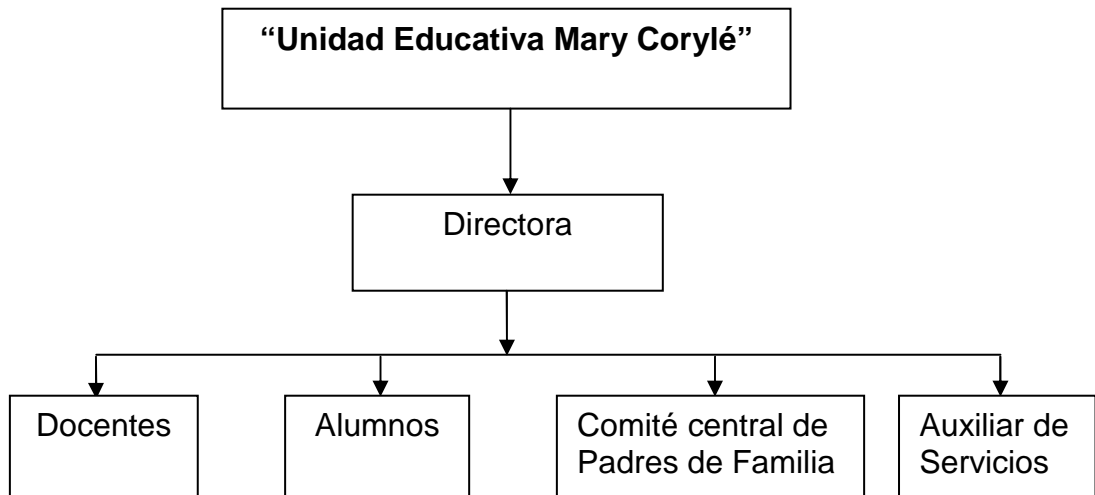 “Unidad Educativa Mary Corylé”
Directora
Docentes
Alumnos
Comité central de
Padres de Familia
Auxiliar de
Servicios